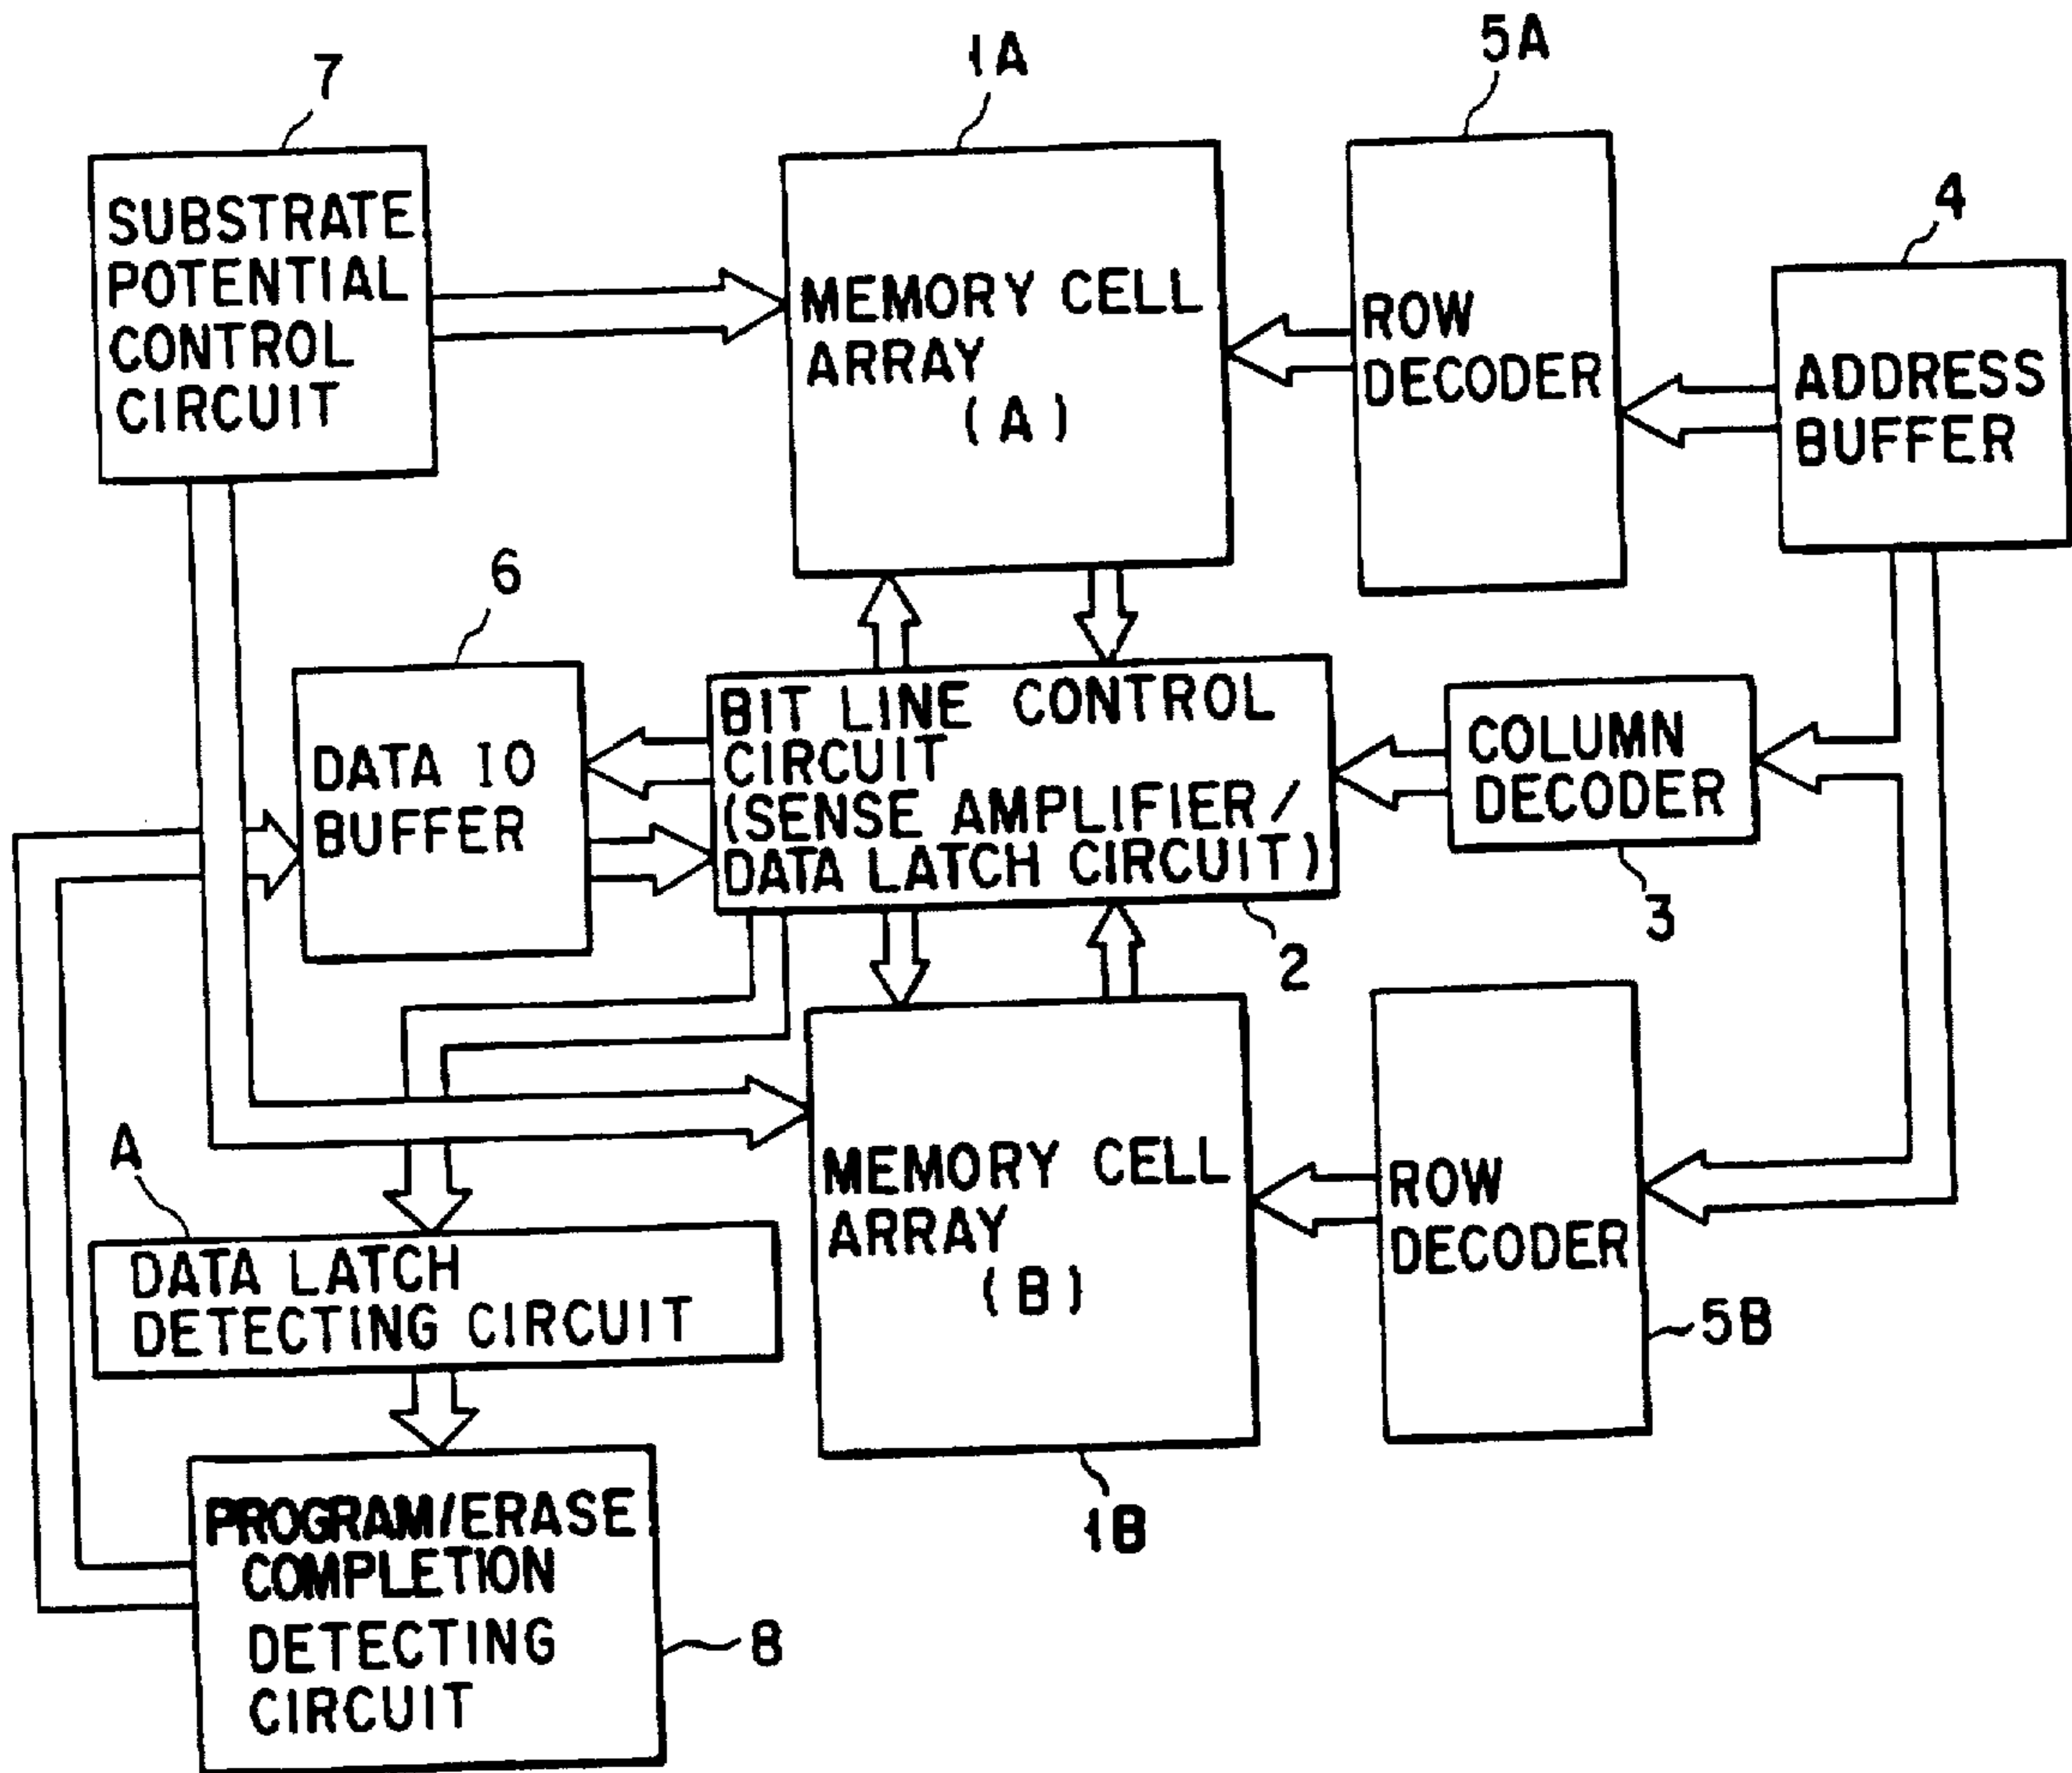 7
SUBSTRATE
POTENTIAL
CONTROL
CIRCUIT
1A
MEMORY CELL
ARRAY
(A)
5A
ROW
DECODER
4
ADDRESS
BUFFER
6
DATA IO
BUFFER
BIT LINE CONTROL
CIRCUIT
(SENSE AMPLIFIER/
DATA LATCH CIRCUIT)
2
COLUMN
DECODER
3
A
DATA LATCH
DETECTING CIRCUIT
MEMORY CELL
ARRAY
(B)
1B
ROW
DECODER
5B
PROGRAM/ERASE
COMPLETION
DETECTING
CIRCUIT
8